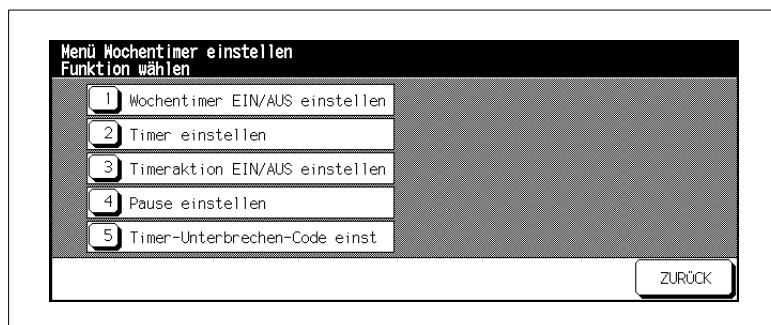 Menü Wochentimer einstellen
Funktion wählen
1 Wochentimer EIN/AUS einstellen
2 Timer einstellen
3 Timeraktion EIN/AUS einstellen
4 Pause einstellen
5 Timer-Unterbrechen-Code einst
ZURÜCK